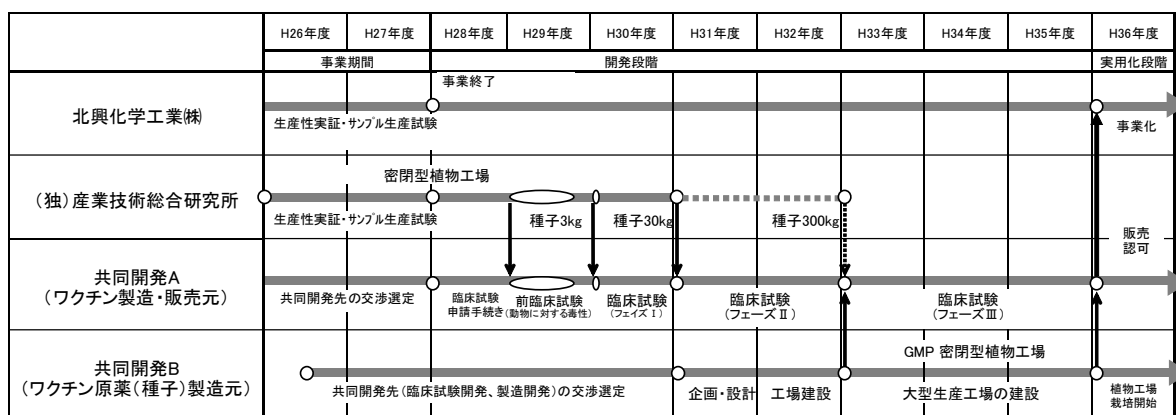 H26年度 H27年度 H28年度 H29年度 H30年度 H31年度 H32年度 H33年度 H34年度 H35年度 H36年度
事業期間 開発段階 実用化段階
事業終了
北興化学工業㈱
生産性実証・サンプル生産試験
事業化
密閉型植物工場
(独)産業技術総合研究所
生産性実証・サンプル生産試験
種子3kg 種子30kg 種子300kg
販売
認可
共同開発A
(ワクチン製造・販売元)
共同開発先の交渉選定
臨床試験
申請手続き
前臨床試験
(動物に対する毒性)
臨床試験
(フェイズⅠ)
臨床試験
(フェーズⅡ)
臨床試験
(フェーズⅢ)
GMP 密閉型植物工場
共同開発B
(ワクチン原薬(種子)製造元)
共同開発先(臨床試験開発、製造開発)の交渉選定
企画・設計 工場建設 大型生産工場の建設
植物工場
栽培開始